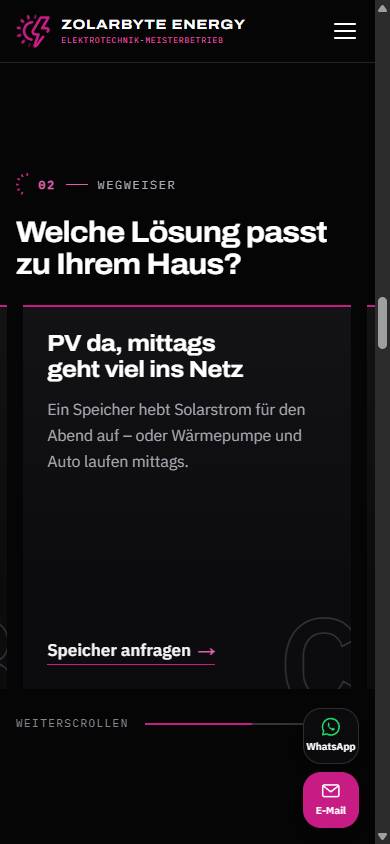 ZOLARBYTE ENERGY
ELEKTROTECHNIK-MEISTERBETRIEB
02 — WEGWEISER
Welche Lösung passt
zu Ihrem Haus?
PV da, mittags
geht viel ins Netz
Ein Speicher hebt Solarstrom für den
Abend auf – oder Wärmepumpe und
Auto laufen mittags.
Speicher anfragen →
C
WEITERSCROLLEN
WhatsApp
E-Mail